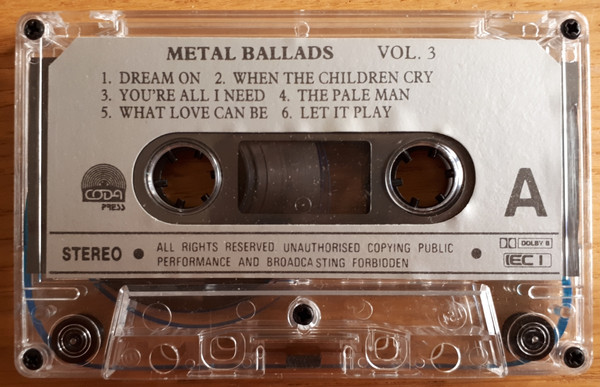 METAL BALLADS VOL. 3
1. DREAM ON 2. WHEN THE CHILDREN CRY
3. YOU'RE ALL I NEED 4. THE PALE MAN
5. WHAT LOVE CAN BE 6. LET IT PLAY
CODA
PRESS
A
STEREO • ALL RIGHTS RESERVED UNAUTHORISED COPYING PUBLIC
PERFORMANCE AND BROADCASTING FORBIDDEN •
DOLBY B
IEC I